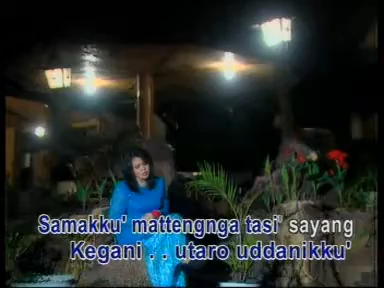 Samakku' mattengnga tasi' sayang
Kegani . . utaro uddanikku'